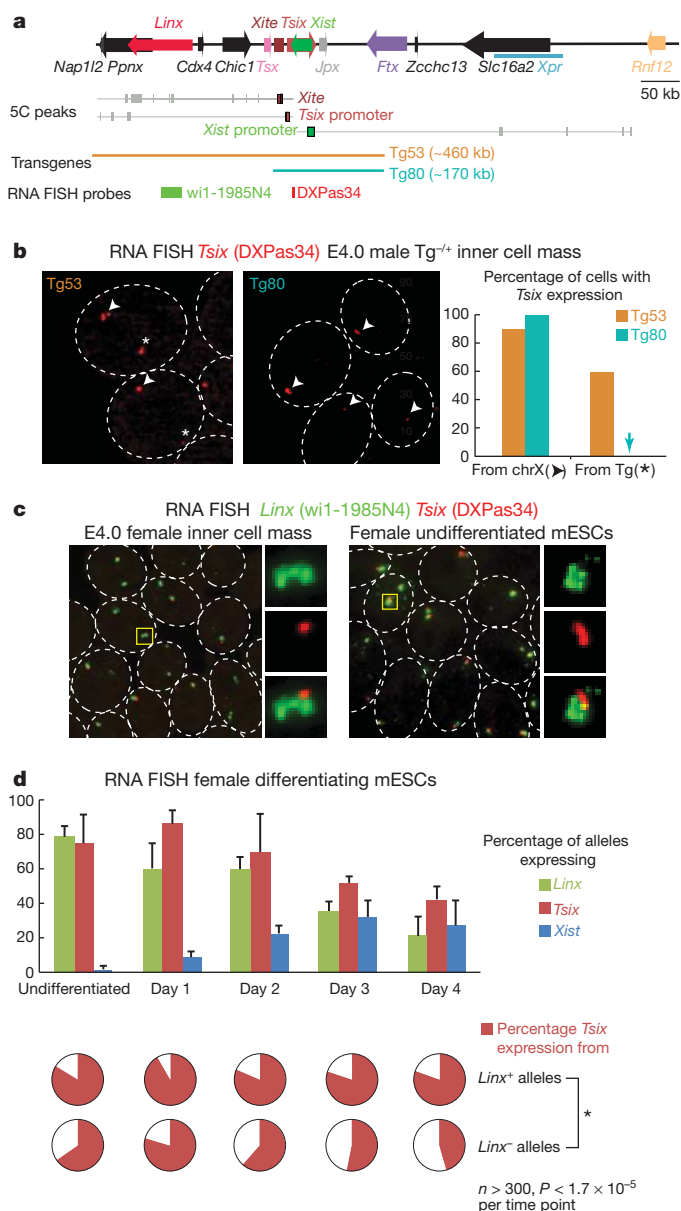 a
Linx Xite Tsix Xist
Nap1l2 Ppnx Cdx4 Chic1 Tsx Jpx Ftx Zcchc13 Slc16a2 Xpr Rnf12
50 kb
5C peaks
Xite
Tsix promoter
Xist promoter
Transgenes
Tg53 (~460 kb)
Tg80 (~170 kb)
RNA FISH probes wi1-1985N4 DXPas34
b RNA FISH Tsix (DXPas34) E4.0 male Tg–/+ inner cell mass
Tg53
Tg80
Percentage of cells with
Tsix expression
100
80
60
40
20
0
Tg53
Tg80
From chrX(➤) From Tg(*)
*
*
90
50
30
10
c RNA FISH Linx (wi1-1985N4) Tsix (DXPas34)
E4.0 female inner cell mass Female undifferentiated mESCs
d RNA FISH female differentiating mESCs
100
80
60
40
20
0
Undifferentiated Day 1 Day 2 Day 3 Day 4
Percentage of alleles
expressing
Linx
Tsix
Xist
Percentage Tsix
expression from
Linx+ alleles
*
Linx– alleles
n > 300, P < 1.7 × 10–5
per time point